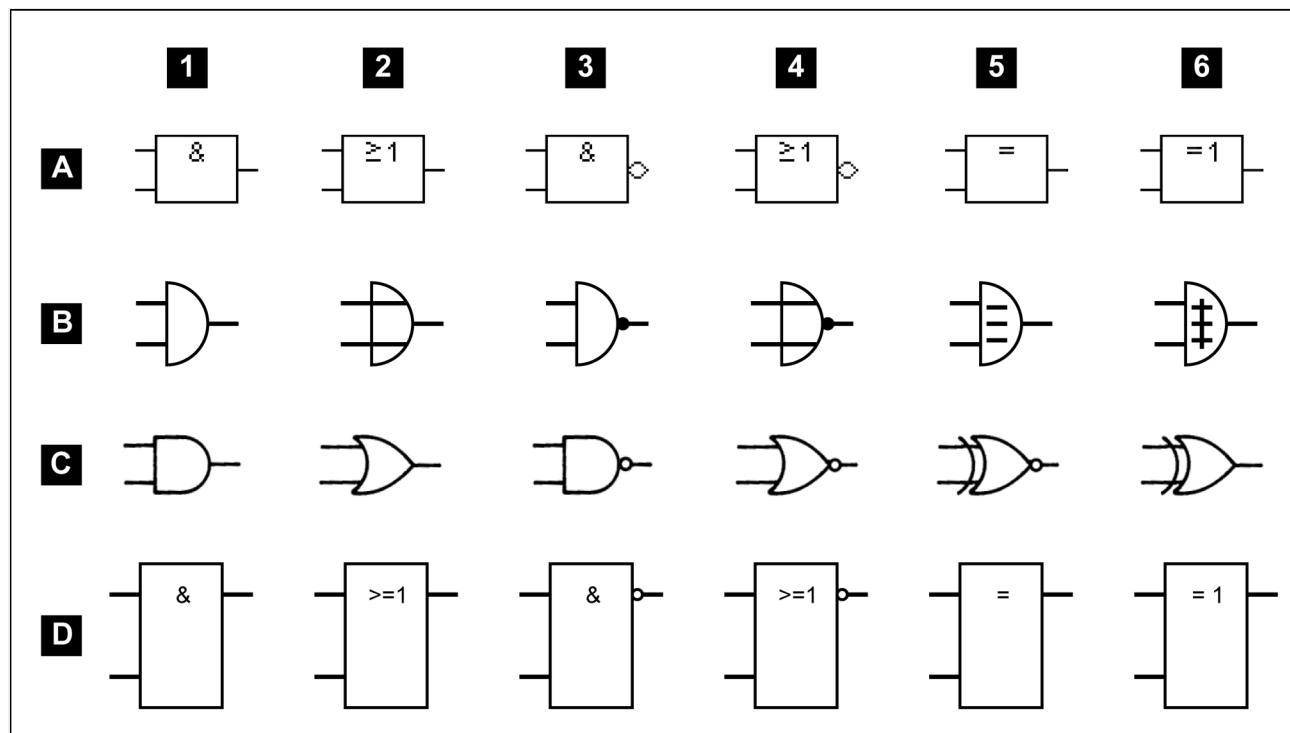 1 2 3 4 5 6
A & ≥1 & ≥1 = =1
B
C
D & >=1 & >=1 = = 1